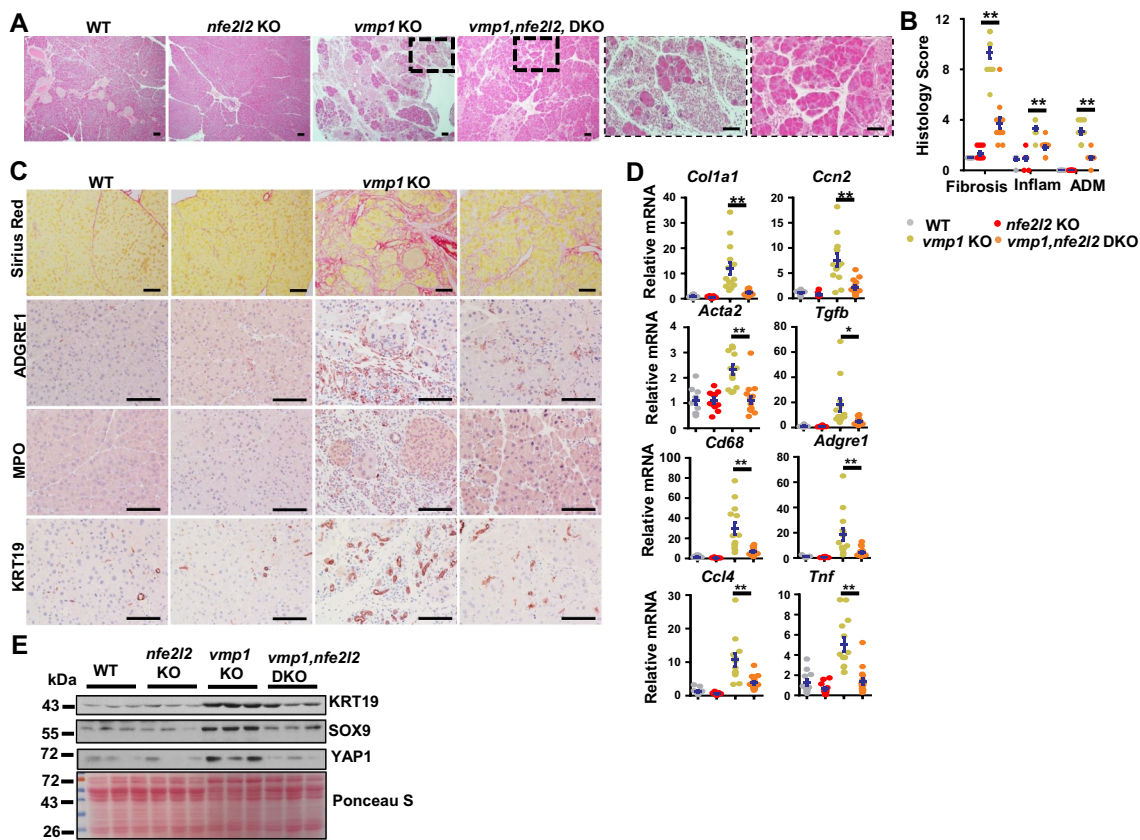 A
WT
nfe2l2 KO
vmp1 KO
vmp1,nfe2l2, DKO
B
**
**
**
Histology Score
12
8
4
0
Fibrosis
Inflam
ADM
WT
nfe2l2 KO
vmp1 KO
vmp1,nfe2l2 DKO
C
WT
vmp1 KO
Sirius Red
ADGRE1
MPO
KRT19
D
Col1a1
Relative mRNA
40
30
20
10
0
**
Ccn2
20
15
10
5
0
**
Acta2
Relative mRNA
4
3
2
1
0
**
Tgfb
80
60
40
20
0
*
Cd68
Relative mRNA
100
80
60
40
20
0
**
Adgre1
80
60
40
20
0
**
Ccl4
Relative mRNA
30
20
10
0
**
Tnf
10
8
6
4
2
0
**
E
WT
nfe2l2 KO
vmp1 KO
vmp1,nfe2l2 DKO
kDa
43
KRT19
55
SOX9
72
YAP1
72
43
26
Ponceau S